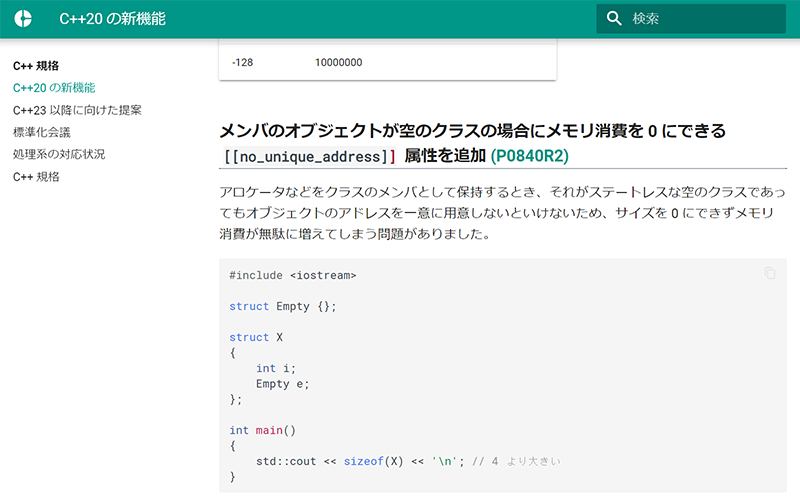 C++20 の新機能
検索
C++ 規格
C++20 の新機能
C++23 以降に向けた提案
標準化会議
処理系の対応状況
C++ 規格
-128 10000000
メンバのオブジェクトが空のクラスの場合にメモリ消費を 0 にできる
[[no_unique_address]] 属性を追加 (P0840R2)
アロケータなどをクラスのメンバとして保持するとき、それがステートレスな空のクラスであっ
てもオブジェクトのアドレスを一意に用意しないといけないため、サイズを 0 にできずメモリ
消費が無駄に増えてしまう問題がありました。
#include <iostream>
struct Empty {};
struct X
{
    int i;
    Empty e;
};
int main()
{
    std::cout << sizeof(X) << '\n'; // 4 より大きい
}